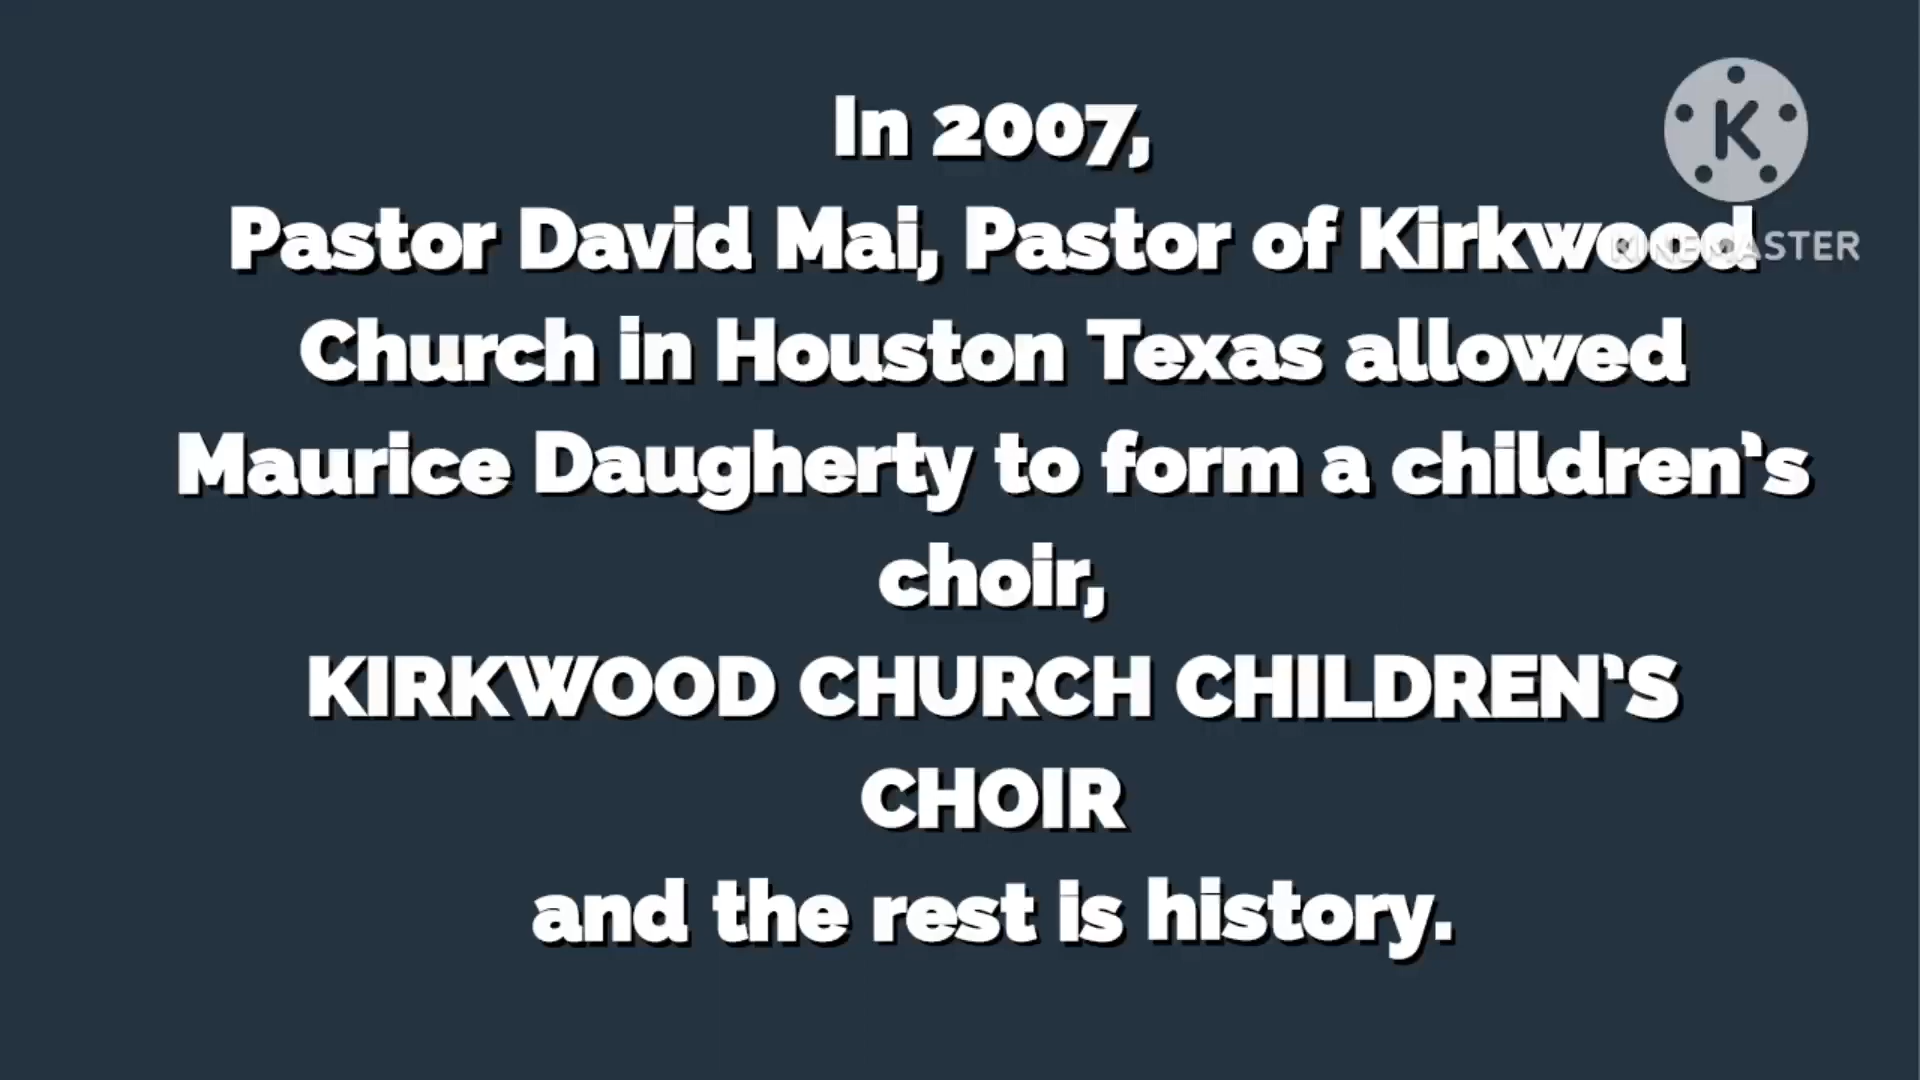 In 2007,
Pastor David Mai, Pastor of Kirkwood
Church in Houston Texas allowed
Maurice Daugherty to form a children's
choir,
KIRKWOOD CHURCH CHILDREN'S
CHOIR
and the rest is history.
K
KINEMASTER